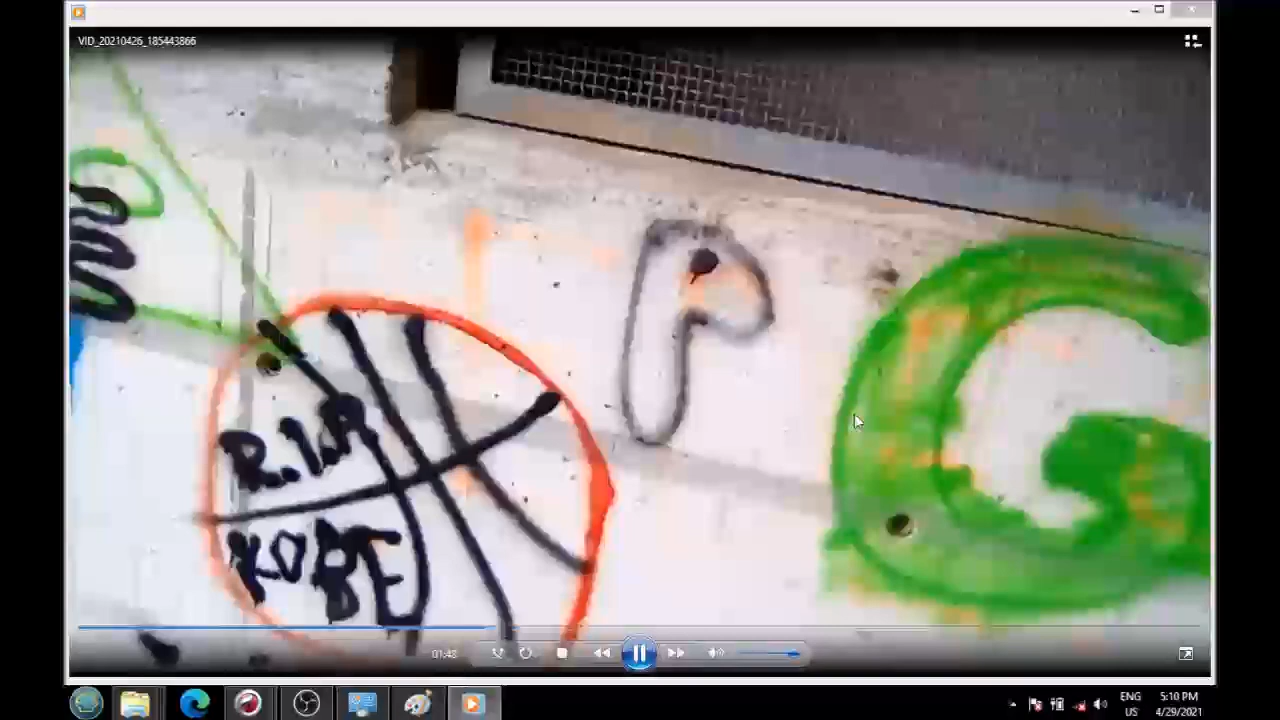 VID_20210426_185443866
R.I.P
KOBE
r
G
01:48
ENG
US
5:10 PM
4/29/2021